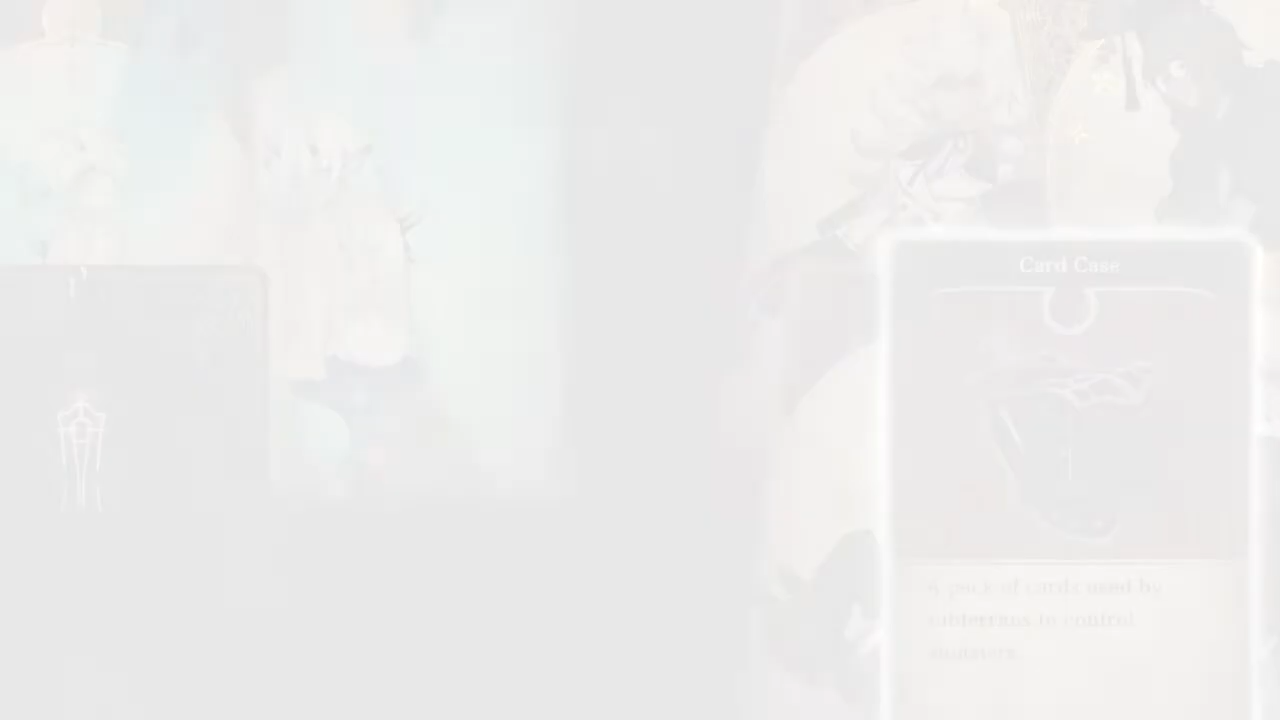 Card Case
A pack of cards used by
subterrans to control
monsters.